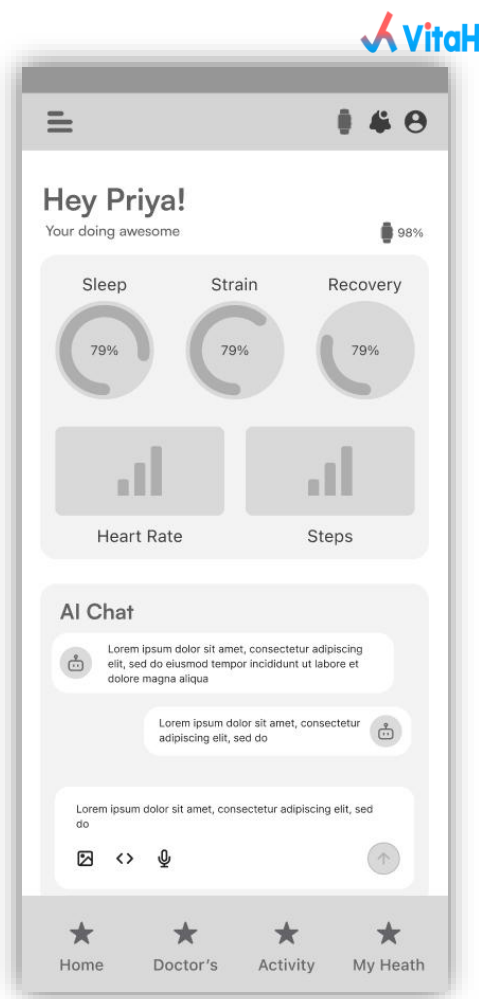 VitaH
Hey Priya!
Your doing awesome
98%
Sleep
Strain
Recovery
79%
79%
79%
Heart Rate
Steps
AI Chat
Lorem ipsum dolor sit amet, consectetur adipiscing
elit, sed do eiusmod tempor incididunt ut labore et
dolore magna aliqua
Lorem ipsum dolor sit amet, consectetur
adipiscing elit, sed do
Lorem ipsum dolor sit amet, consectetur adipiscing elit, sed
do
Home
Doctor's
Activity
My Heath